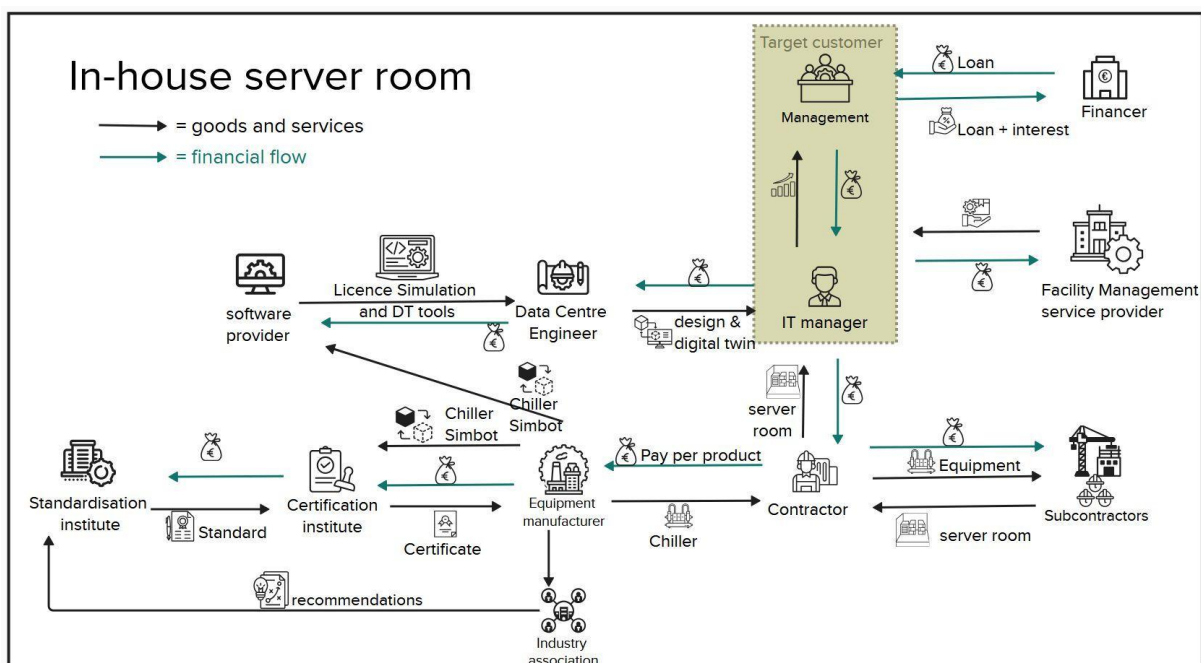 Target customer
In-house server room
= goods and services
= financial flow
€ Loan
€
Management
Financer
% Loan + interest
€
€
Licence Simulation
and DT tools
software
provider
Data Centre
Engineer
€
€
design &
digital twin
IT manager
Facility Management
service provider
Chiller
Simbot
Chiller
Simbot
server
room
€
€
€
€ Pay per product
€
Equipment
Standardisation
institute
Certification
institute
Equipment
manufacturer
Contractor
Subcontractors
Standard
Certificate
Chiller
server room
recommendations
Industry
association